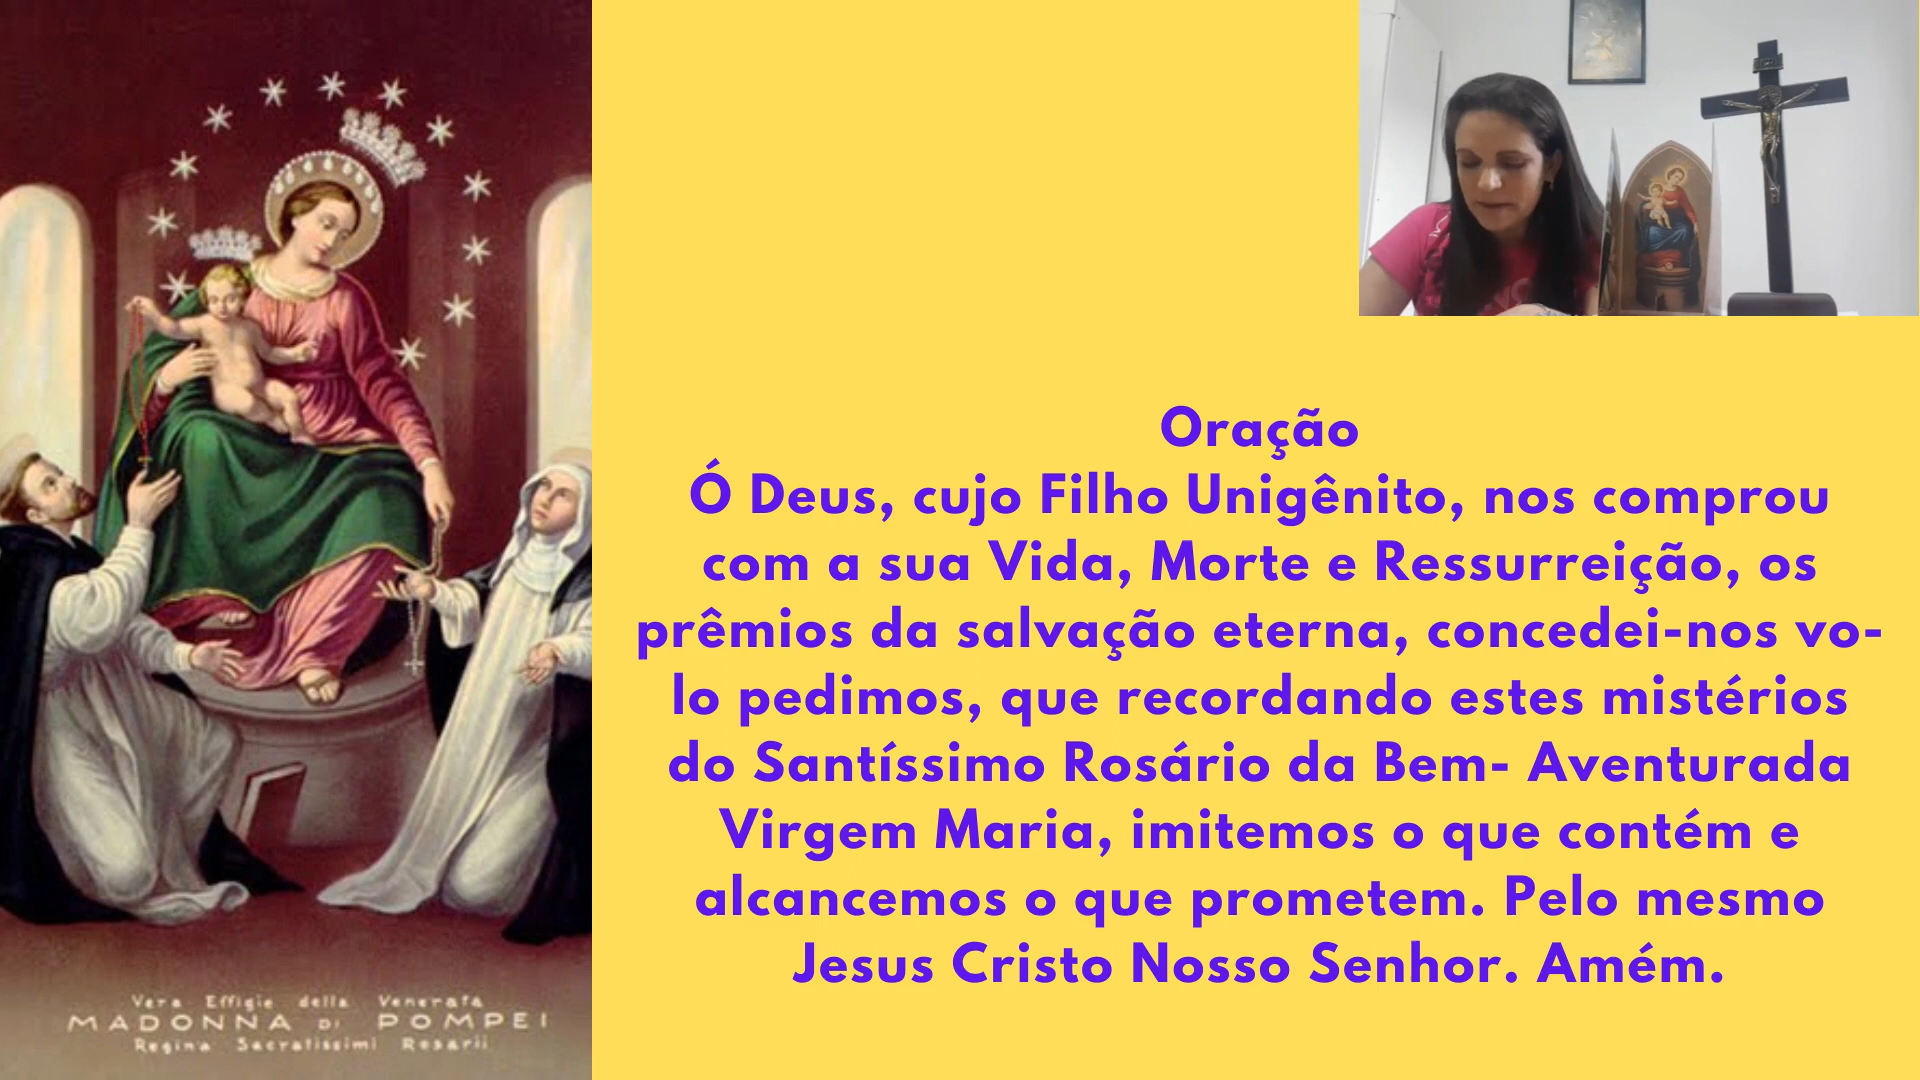 Oração
Ó Deus, cujo Filho Unigênito, nos comprou
com a sua Vida, Morte e Ressurreição, os
prêmios da salvação eterna, concedei-nos vo-
lo pedimos, que recordando estes mistérios
do Santíssimo Rosário da Bem- Aventurada
Virgem Maria, imitemos o que contém e
alcancemos o que prometem. Pelo mesmo
Jesus Cristo Nosso Senhor. Amém.
Vera Effigie della Venerata
MADONNA DI POMPEI
Regina Sacratissimi Rosarii